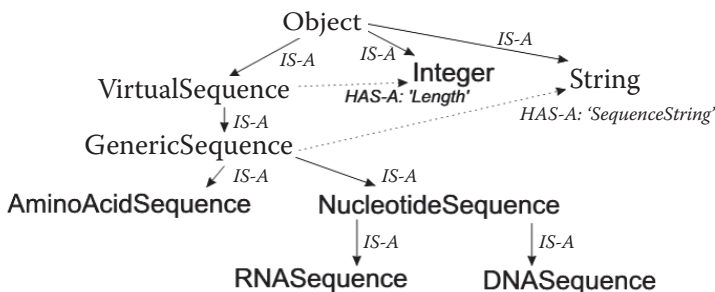 Object
IS-A
IS-A
IS-A
Integer
String
VirtualSequence
HAS-A: 'Length'
HAS-A: ‘SequenceString’
IS-A
GenericSequence
IS-A
IS-A
AminoAcidSequence
NucleotideSequence
IS-A
IS-A
RNASequence
DNASequence